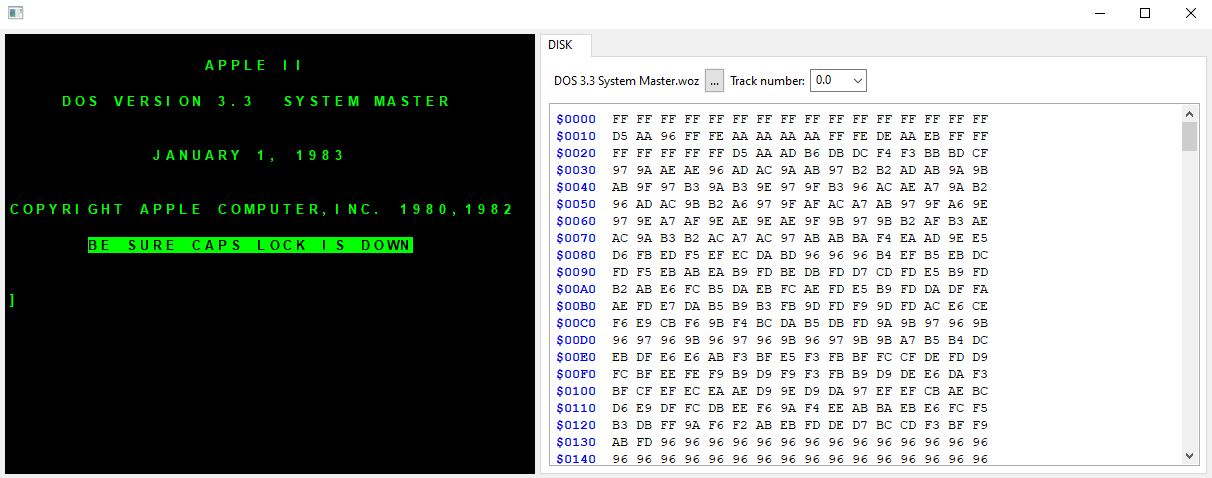 APPLE II
DOS VERSION 3.3 SYSTEM MASTER
JANUARY 1, 1983
COPYRIGHT APPLE COMPUTER,INC. 1980,1982
BE SURE CAPS LOCK IS DOWN
]
DISK
DOS 3.3 System Master.woz ... Track number: 0.0
$0000 FF FF FF FF FF FF FF FF FF FF FF FF FF FF FF FF
$0010 D5 AA 96 FF FE AA AA AA AA FF FE DE AA EB FF FF
$0020 FF FF FF FF FF D5 AA AD B6 DB DC F4 F3 BB BD CF
$0030 97 9A AE AE 96 AD AC 9A AB 97 B2 B2 AD AB 9A 9B
$0040 AB 9F 97 B3 9A B3 9E 97 9F B3 96 AC AE A7 9A B2
$0050 96 AD AC 9B B2 A6 97 9F AF AC A7 AB 97 9F A6 9E
$0060 97 9E A7 AF 9E AE 9E AE 9F 9B 97 9B B2 AF B3 AE
$0070 AC 9A B3 B2 AC A7 AC 97 AB AB BA F4 EA AD 9E E5
$0080 D6 FB ED F5 EF EC DA BD 96 96 96 B4 EF B5 EB DC
$0090 FD F5 EB AB EA B9 FD BE DB FD D7 CD FD E5 B9 FD
$00A0 B2 AB E6 FC B5 DA EB FC AE FD E5 B9 FD DA DF FA
$00B0 AE FD E7 DA B5 B9 B3 FB 9D FD F9 9D FD AC E6 CE
$00C0 F6 E9 CB F6 9B F4 BC DA B5 DB FD 9A 9B 97 96 9B
$00D0 96 97 96 9B 96 97 96 9B 96 97 9B 9B A7 B5 B4 DC
$00E0 EB DF E6 E6 AB F3 BF E5 F3 FB BF FC CF DE FD D9
$00F0 FC BF EE FE F9 B9 D9 F9 F3 FB B9 D9 DE E6 DA F3
$0100 BF CF EF EC EA AE D9 9E D9 DA 97 EF EF CB AE BC
$0110 D6 E9 DF FC DB EE F6 9A F4 EE AB BA EB E6 FC F5
$0120 B3 DB FF 9A F6 F2 AB EB FD DE D7 BC CD F3 BF F9
$0130 AB FD 96 96 96 96 96 96 96 96 96 96 96 96 96 96
$0140 96 96 96 96 96 96 96 96 96 96 96 96 96 96 96 96